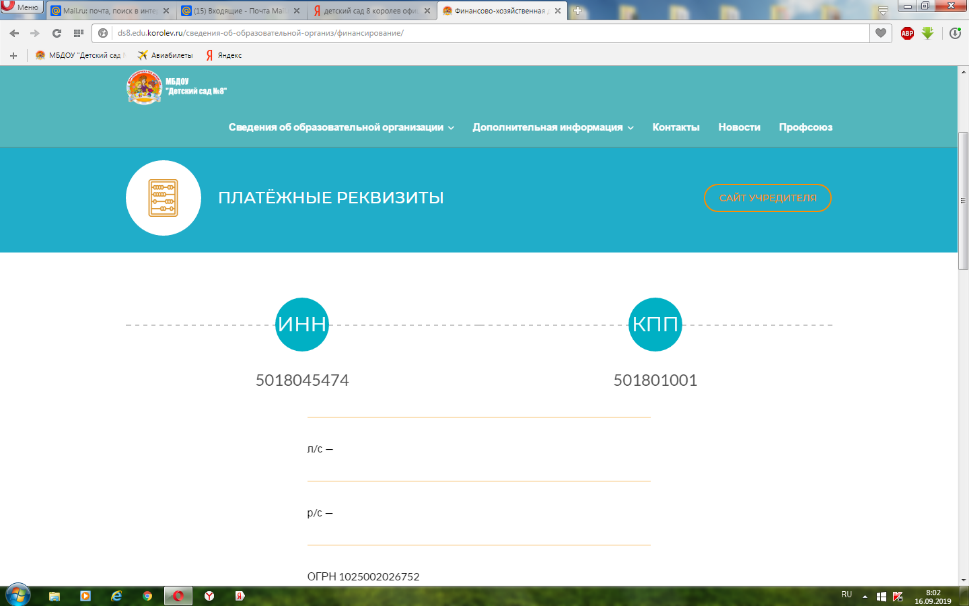 Меню
Mail.ru: почта, поиск в инте
(15) Входящие - Почта Mai
детский сад 8 королев офи
Финансово-хозяйственная д
ds8.edu.korolev.ru/сведения-об-образовательной-организ/финансирование/
ABP
МБДОУ "Детский сад
Авиабилеты
Яндекс
МБДОУ
"Детский сад №8"
Сведения об образовательной организации
Дополнительная информация
Контакты
Новости
Профсоюз
ПЛАТЁЖНЫЕ РЕКВИЗИТЫ
САЙТ УЧРЕДИТЕЛЯ
ИНН
КПП
5018045474
501801001
л/с —
р/с —
ОГРН 1025002026752
RU
8:02
16.09.2019